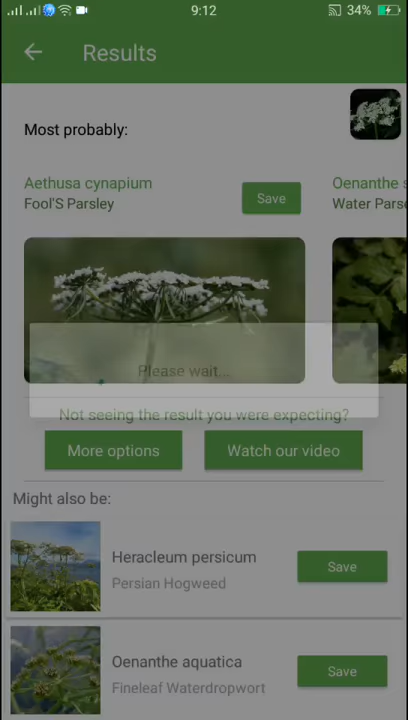 9:12
34%
Results
Most probably:
Aethusa cynapium
Fool'S Parsley
Save
Oenanthe s
Water Pars
Please wait...
Not seeing the result you were expecting?
More options
Watch our video
Might also be:
Heracleum persicum
Persian Hogweed
Save
Oenanthe aquatica
Fineleaf Waterdropwort
Save